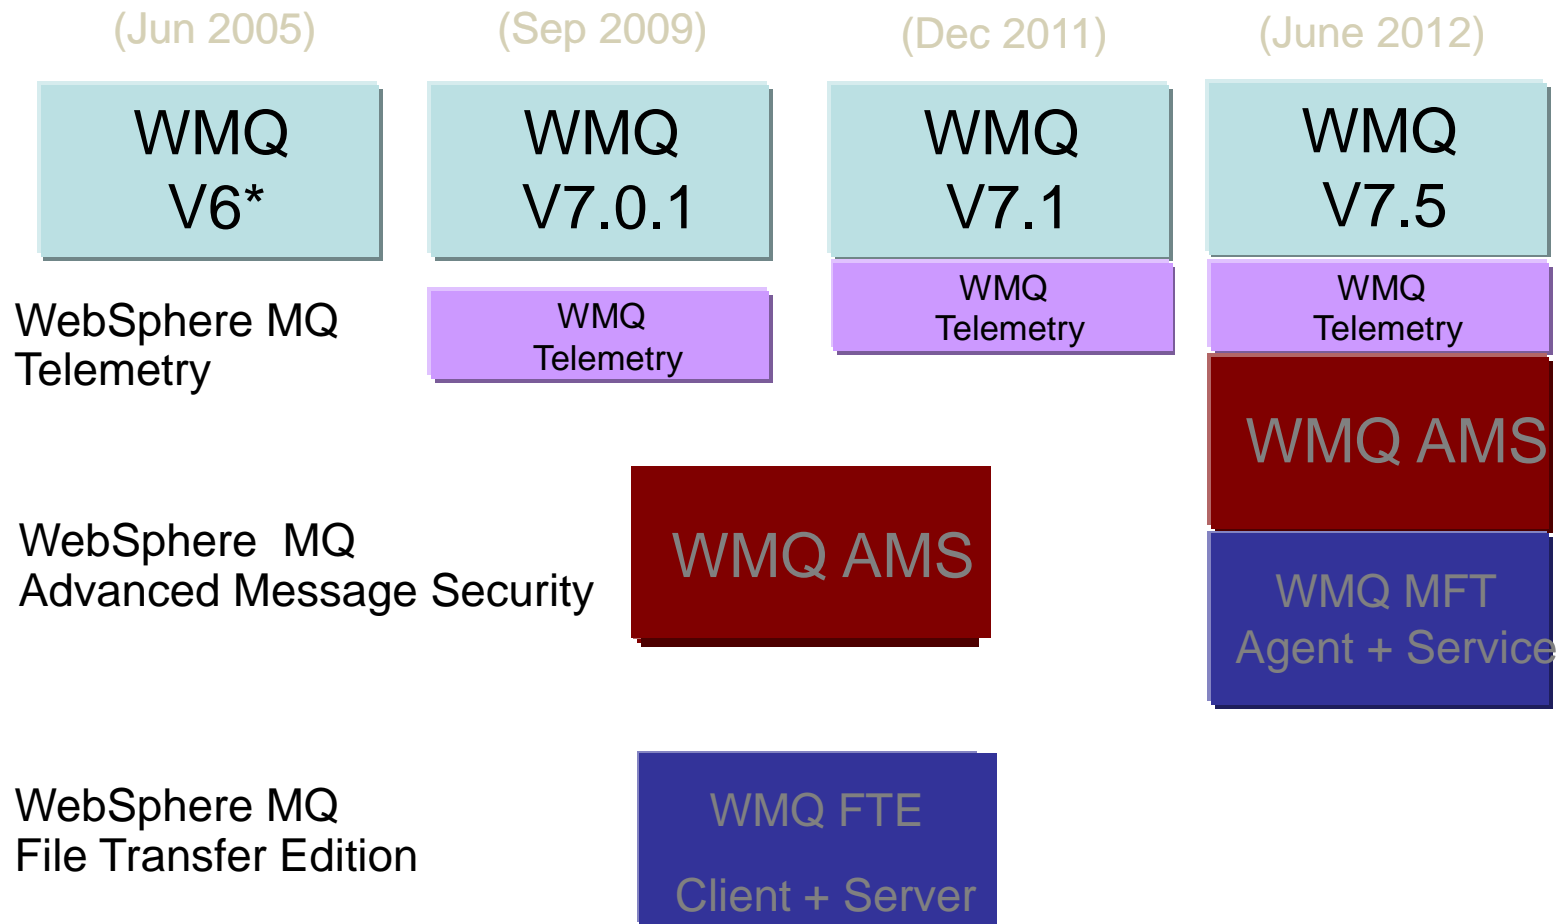 (Jun 2005)
(Sep 2009)
(Dec 2011)
(June 2012)
WMQ
V6*
WMQ
V7.0.1
WMQ
V7.1
WMQ
V7.5
WebSphere MQ
Telemetry
WMQ
Telemetry
WMQ
Telemetry
WMQ
Telemetry
WebSphere  MQ
Advanced Message Security
WMQ AMS
WMQ AMS
WMQ MFT
Agent + Service
WebSphere MQ
File Transfer Edition
WMQ FTE
Client + Server